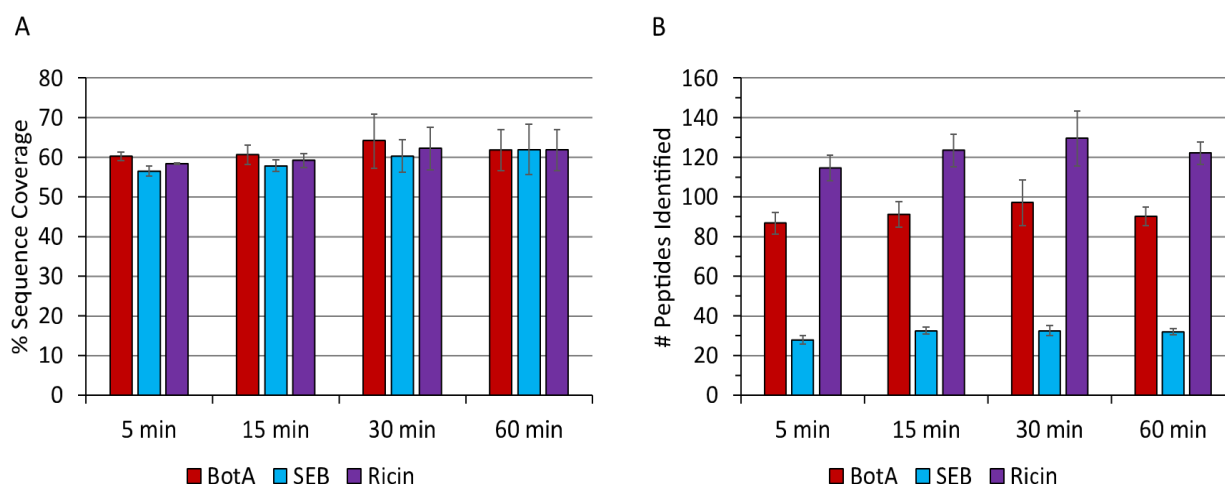 A
% Sequence Coverage
80
70
60
50
40
30
20
10
0
5 min 15 min 30 min 60 min
BotA SEB Ricin
B
# Peptides Identified
160
140
120
100
80
60
40
20
0
5 min 15 min 30 min 60 min
BotA SEB Ricin